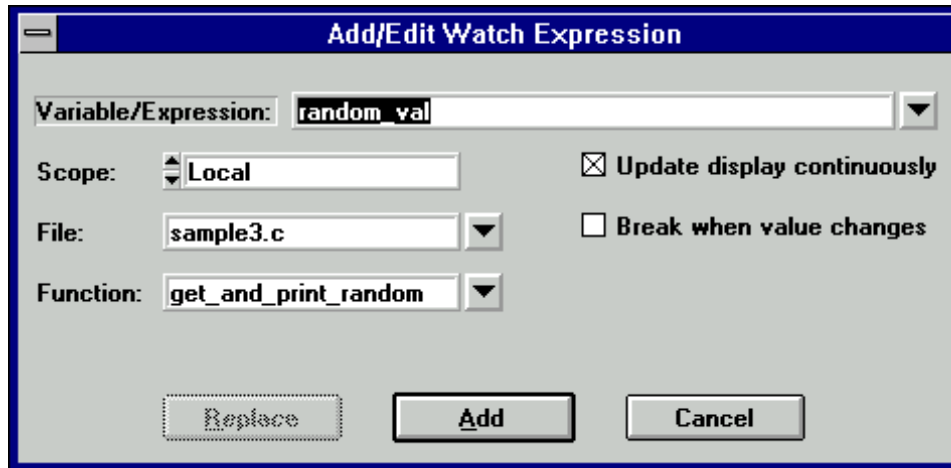 Add/Edit Watch Expression
Variable/Expression: random_val
Scope: Local
Update display continuously
File: sample3.c
Break when value changes
Function: get_and_print_random
Replace Add Cancel